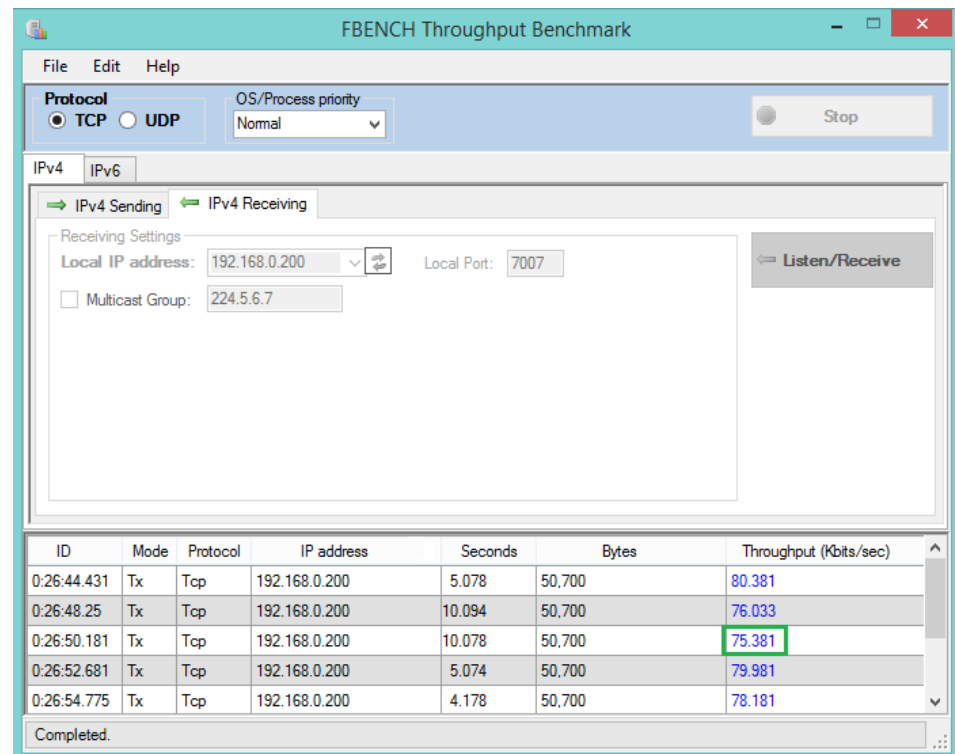 FBENCH Throughput Benchmark
File Edit Help
Protocol OS/Process priority
TCP UDP Normal Stop
IPv4 IPv6
IPv4 Sending IPv4 Receiving
Receiving Settings
Local IP address: 192.168.0.200 Local Port: 7007 Listen/Receive
Multicast Group: 224.5.6.7
ID Mode Protocol IP address Seconds Bytes Throughput (Kbits/sec)
0:26:44.431 Tx Tcp 192.168.0.200 5.078 50,700 80.381
0:26:48.25 Tx Tcp 192.168.0.200 10.094 50,700 76.033
0:26:50.181 Tx Tcp 192.168.0.200 10.078 50,700 75.381
0:26:52.681 Tx Tcp 192.168.0.200 5.074 50,700 79.981
0:26:54.775 Tx Tcp 192.168.0.200 4.178 50,700 78.181
Completed.